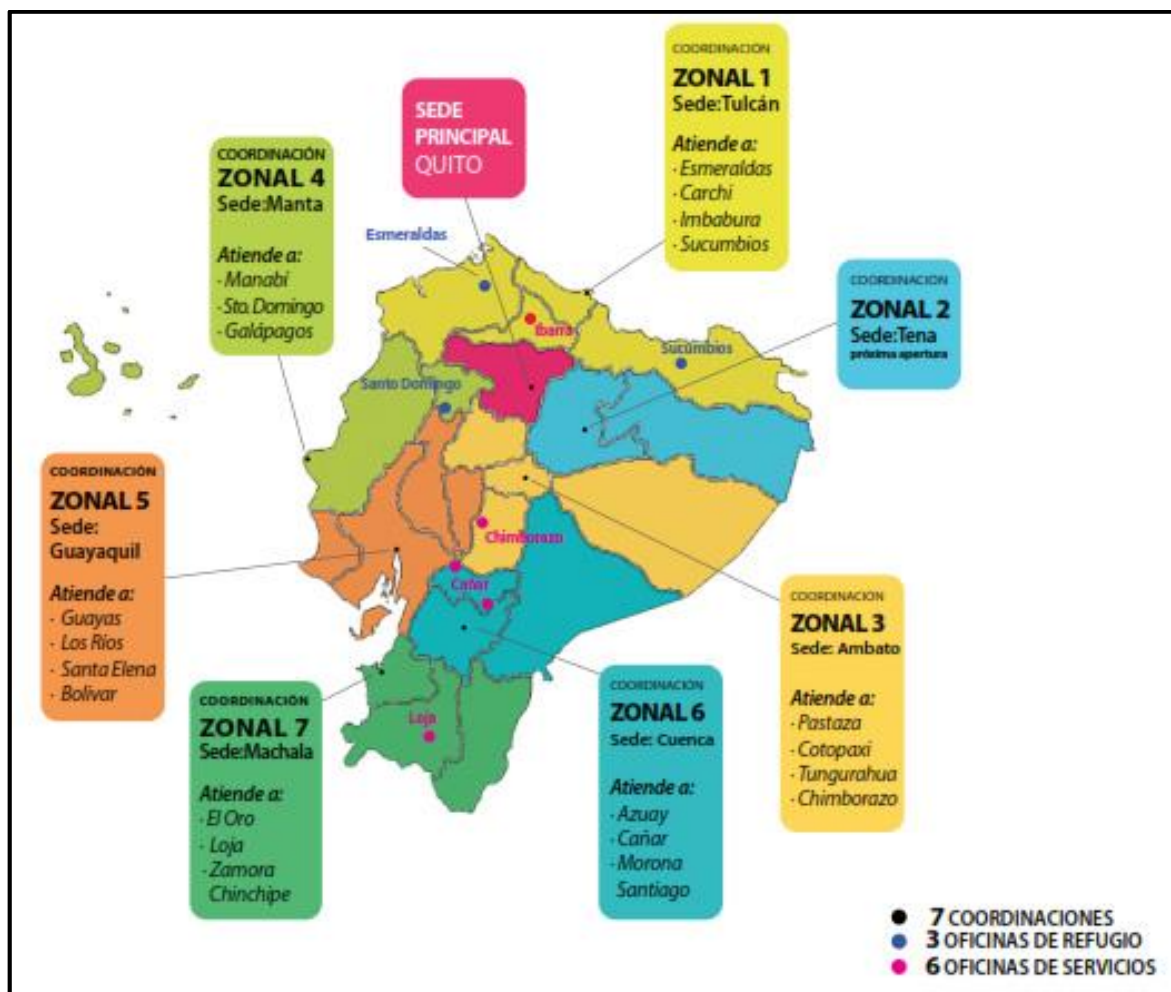 COORDINACIÓN
ZONAL 1
Sede:Tulcán
Atiende a:
· Esmeraldas
· Carchi
· Imbabura
· Sucumbios
SEDE
PRINCIPAL
QUITO
COORDINACIÓN
ZONAL 4
Sede:Manta
Atiende a:
· Manabí
· Sto. Domingo
· Galápagos
COORDINACIÓN
ZONAL 2
Sede:Tena
próxima apertura
Esmeraldas
Ibarra
Sucumbios
Santo Domingo
Chimborazo
Cañar
Loja
COORDINACIÓN
ZONAL 5
Sede:
Guayaquil
Atiende a:
· Guayas
· Los Ríos
· Santa Elena
· Bolivar
COORDINACIÓN
ZONAL 3
Sede: Ambato
Atiende a:
· Pastaza
· Cotopaxi
· Tungurahua
· Chimborazo
COORDINACIÓN
ZONAL 7
Sede:Machala
Atiende a:
· El Oro
· Loja
· Zamora
Chinchipe
COORDINACIÓN
ZONAL 6
Sede: Cuenca
Atiende a:
· Azuay
· Cañar
· Morona
Santiago
7 COORDINACIONES
3 OFICINAS DE REFUGIO
6 OFICINAS DE SERVICIOS